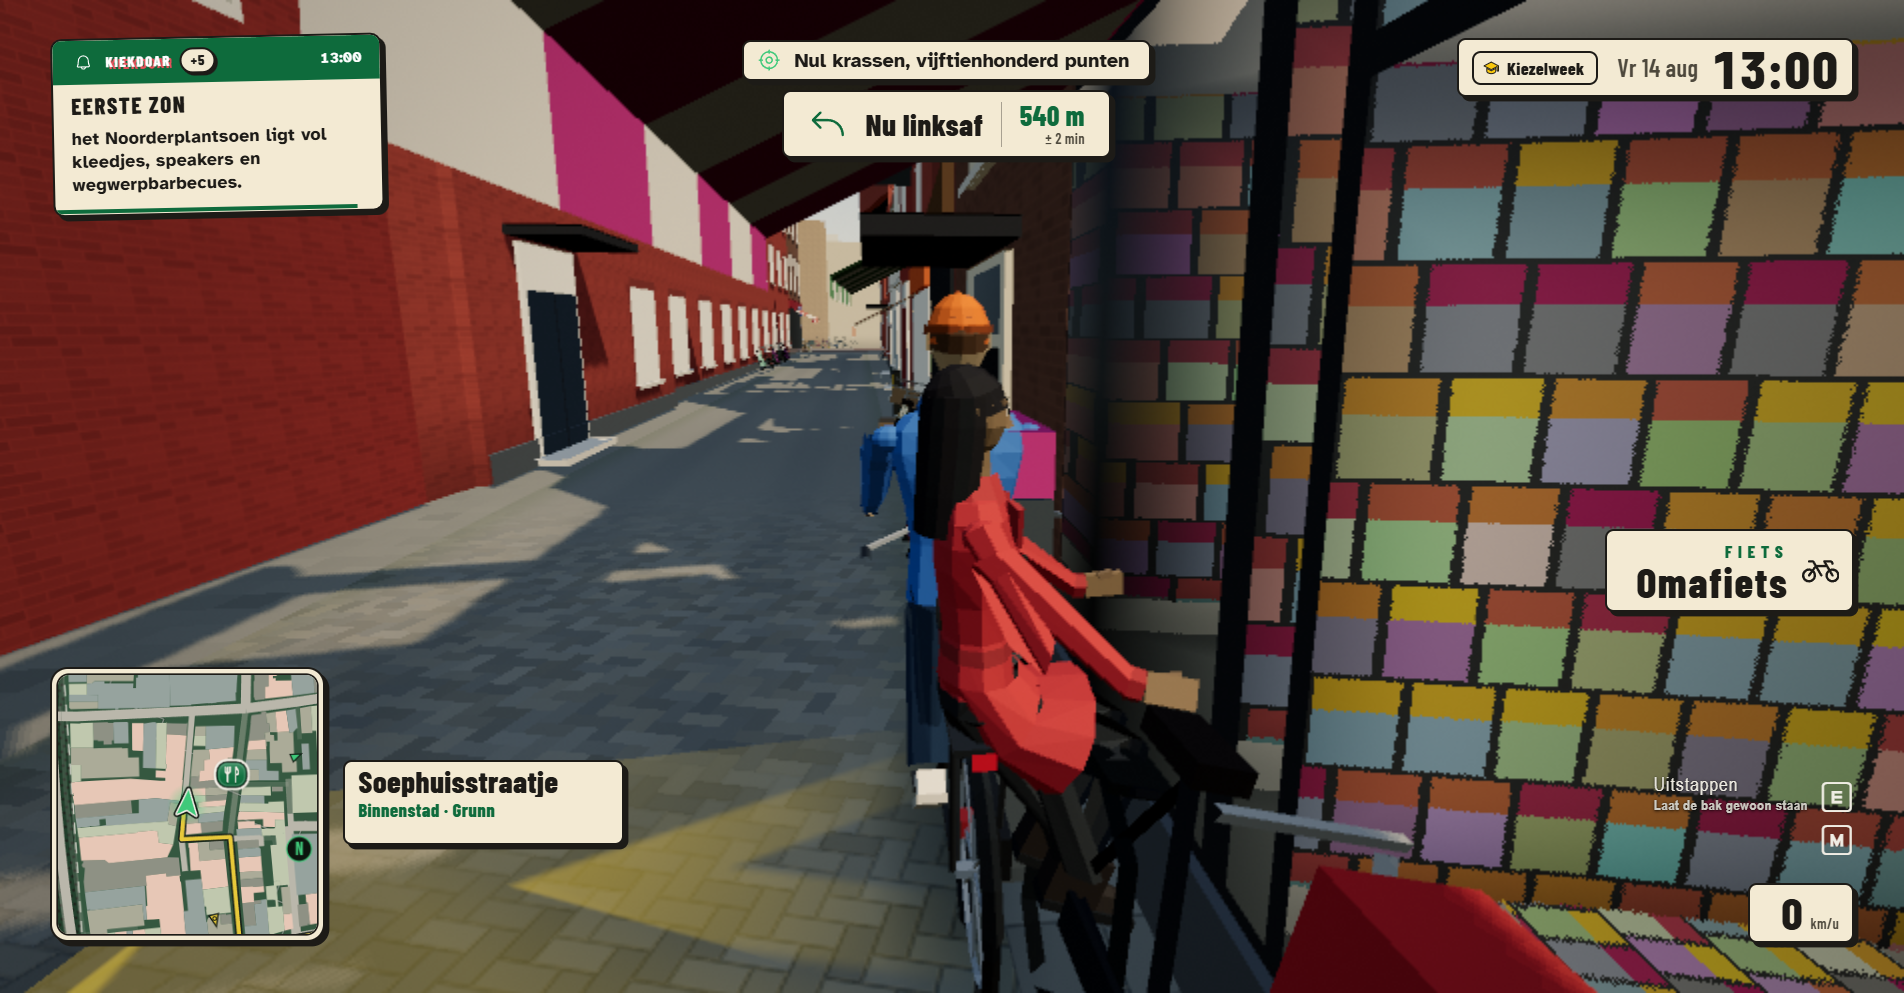 KIEKDOAR +5 13:00
EERSTE ZON
het Noorderplantsoen ligt vol
kleedjes, speakers en
wegwerpbarbecues.
Nul krassen, vijftienhonderd punten
Nu linksaf
540 m
± 2 min
Kiezelweek Vr 14 aug 13:00
FIETS
Omafiets
Soephuisstraatje
Binnenstad · Grunn
N
Uitstappen
Laat de bak gewoon staan
E
M
0 km/u